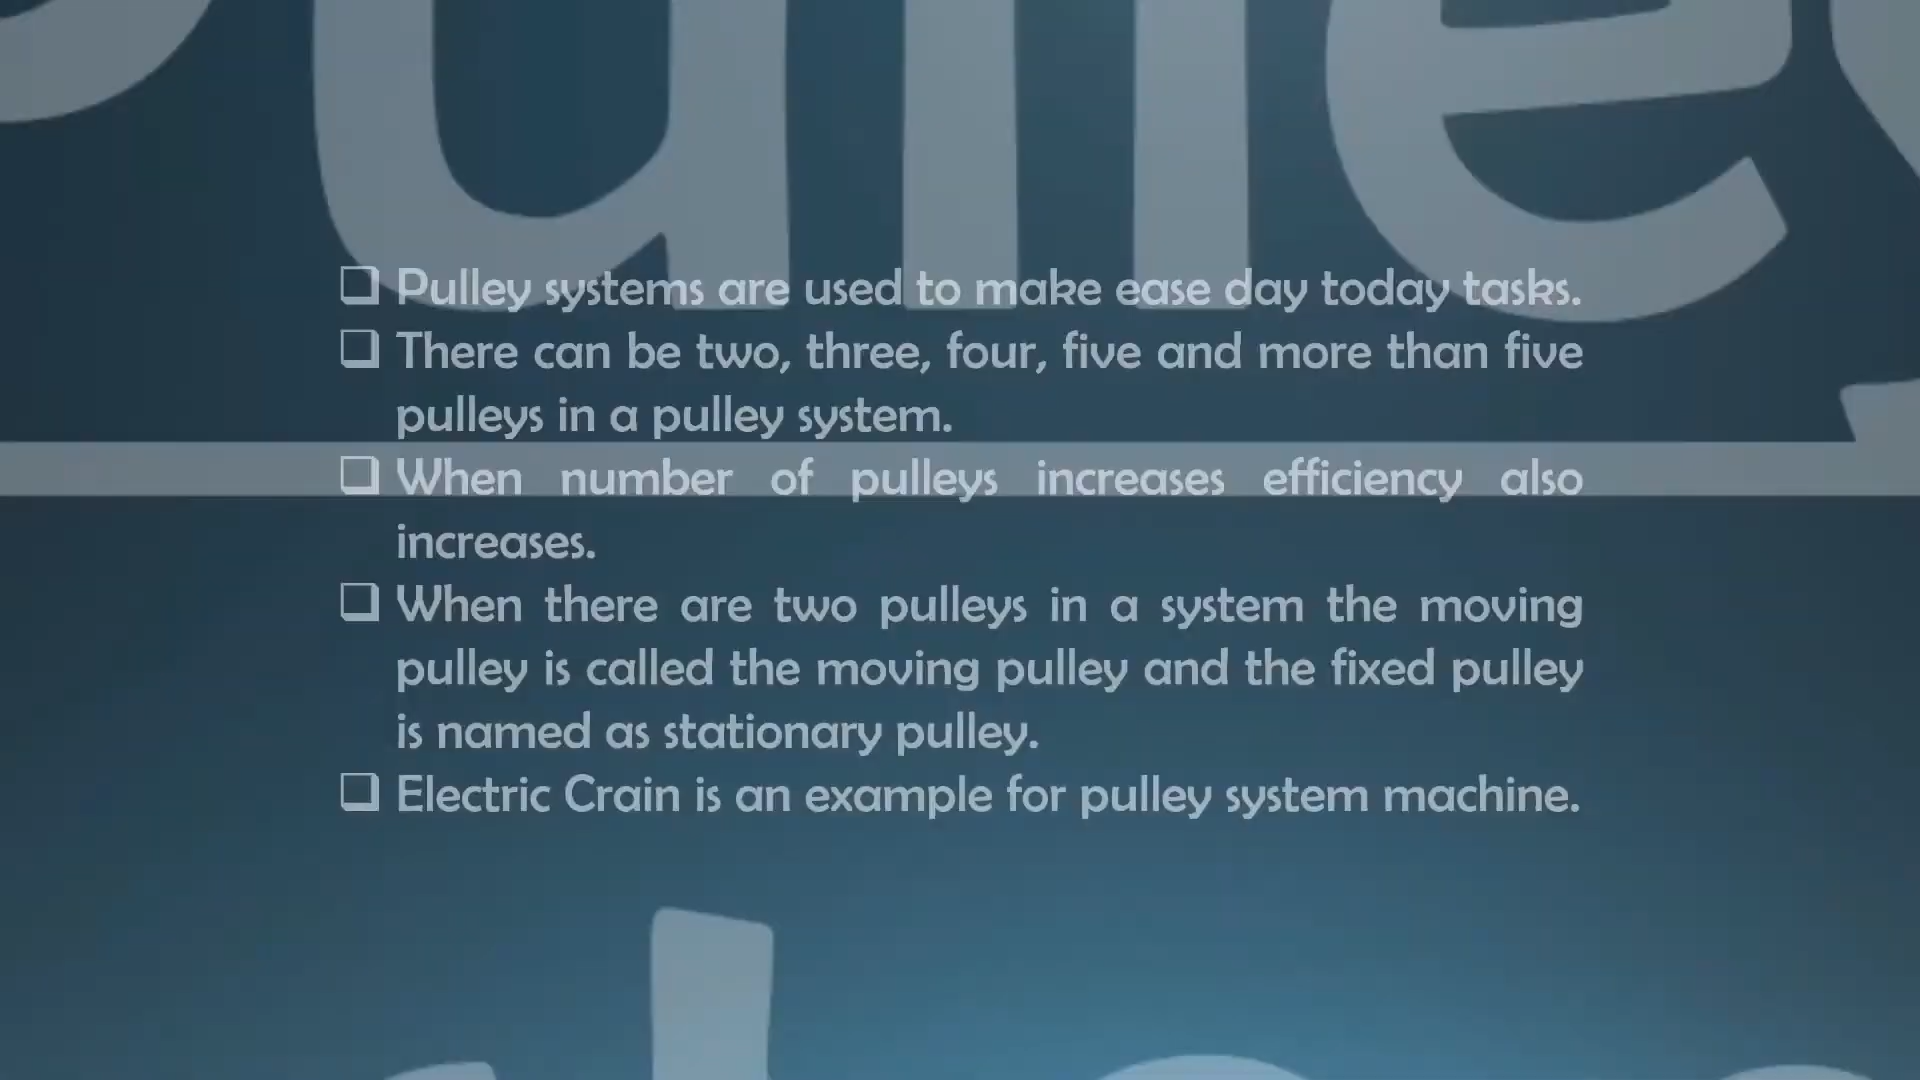 Pulley
❑ Pulley systems are used to make ease day today tasks.
❑ There can be two, three, four, five and more than five
pulleys in a pulley system.
❑ When number of pulleys increases efficiency also
increases.
❑ When there are two pulleys in a system the moving
pulley is called the moving pulley and the fixed pulley
is named as stationary pulley.
❑ Electric Crain is an example for pulley system machine.